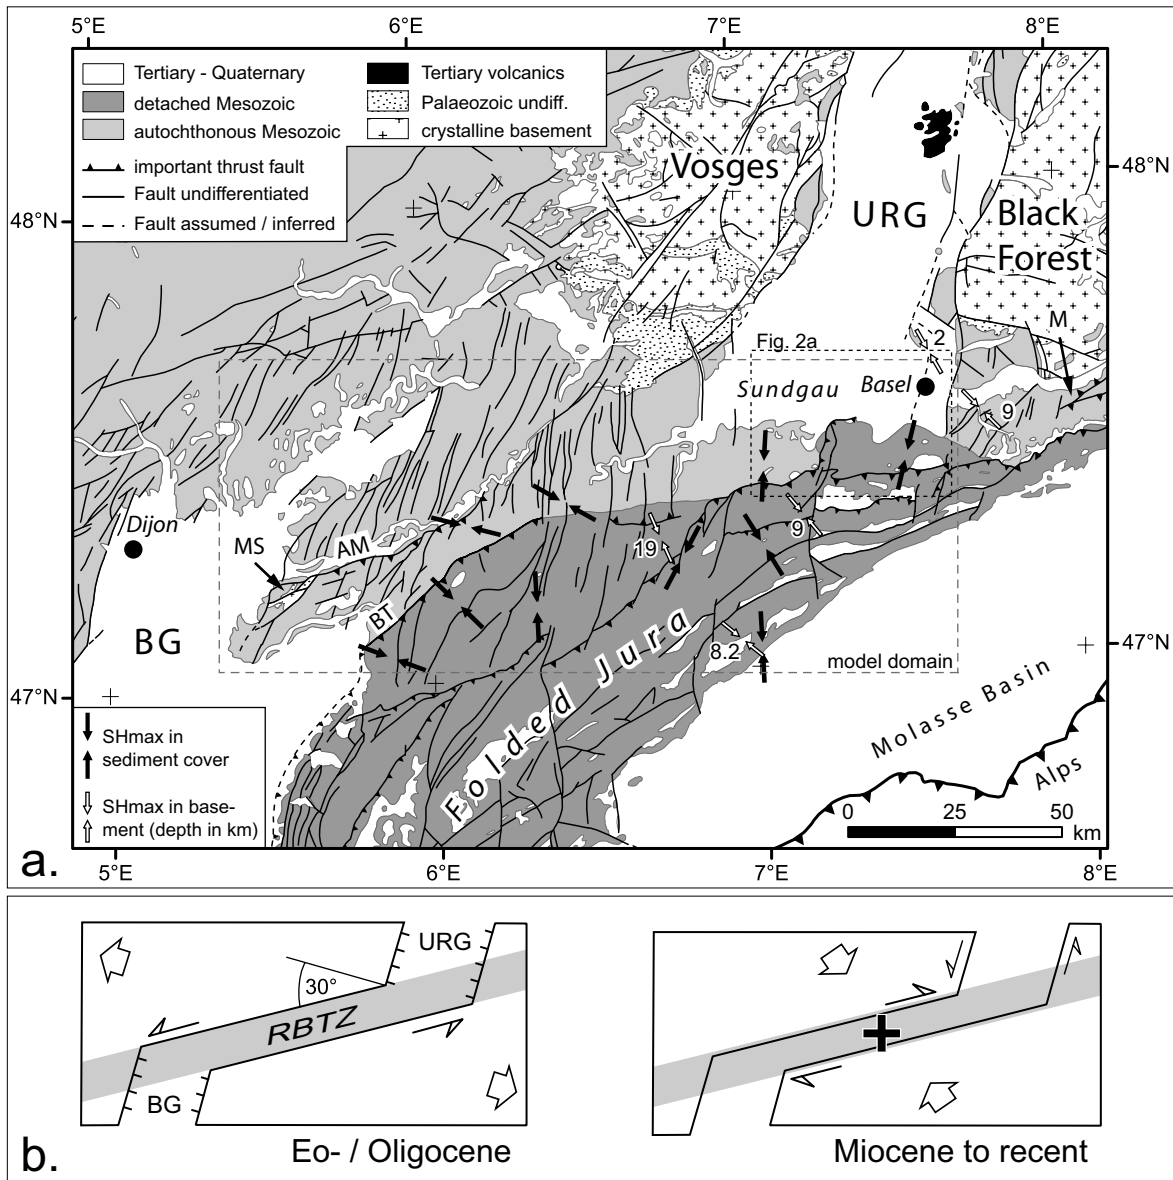 5°E 6°E 7°E 8°E
Tertiary - Quaternary
detached Mesozoic
autochthonous Mesozoic
important thrust fault
Fault undifferentiated
Fault assumed / inferred
Tertiary volcanics
Palaeozoic undiff.
crystalline basement
48°N
48°N
Vosges
URG
Black
Forest
M
2
Fig. 2a
Sundgau
Basel
9
Dijon
MS
AM
BT
19
9
8.2
BG
47°N
47°N
model domain
Folded Jura
Molasse Basin
Alps
SHmax in
sediment cover
SHmax in base-
ment (depth in km)
0 25 50
km
a.
5°E 6°E 7°E 8°E
URG
30°
RBTZ
BG
b.
Eo- / Oligocene
Miocene to recent